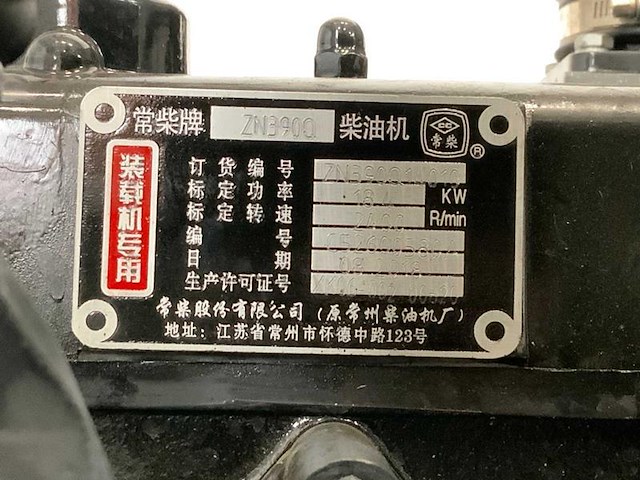 常柴牌 ZN390Q 柴油机
常柴 ®
装载机专用
订货编号
标定功率 KW
标定转速 2400 R/min
编号
日期
生产许可证号
常柴股份有限公司（原常州柴油机厂）
地址：江苏省常州市怀德中路123号